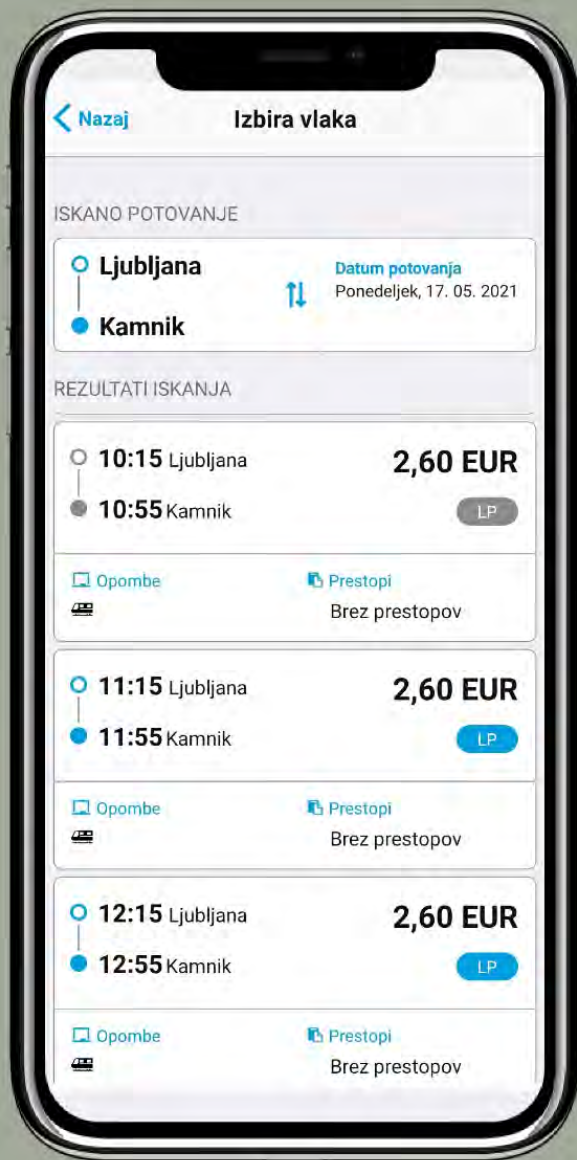 Nazaj Izbira vlaka
ISKANO POTOVANJE
Ljubljana
Datum potovanja
Ponedeljek, 17. 05. 2021
Kamnik
REZULTATI ISKANJA
10:15 Ljubljana 2,60 EUR
10:55 Kamnik LP
Opombe Prestopi
Brez prestopov
11:15 Ljubljana 2,60 EUR
11:55 Kamnik LP
Opombe Prestopi
Brez prestopov
12:15 Ljubljana 2,60 EUR
12:55 Kamnik LP
Opombe Prestopi
Brez prestopov